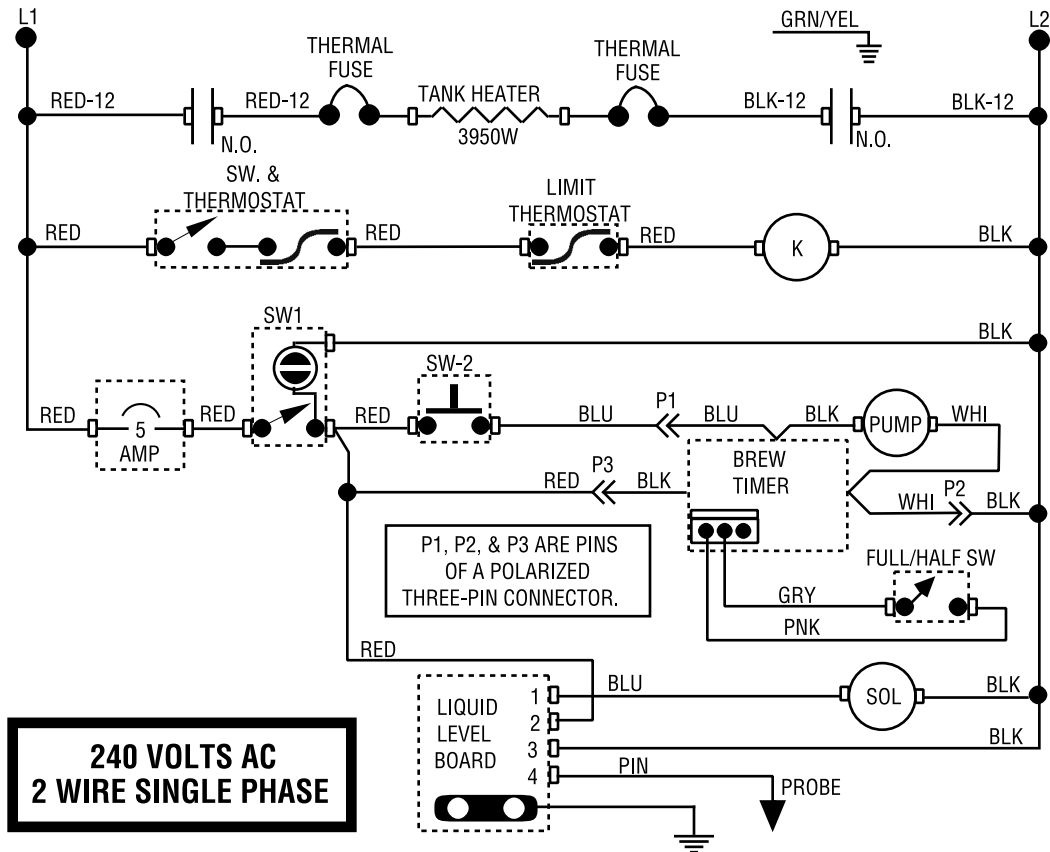 L1
GRN/YEL
L2
THERMAL
FUSE
THERMAL
FUSE
RED-12
RED-12
TANK HEATER
3950W
BLK-12
BLK-12
N.O.
N.O.
SW. &
THERMOSTAT
LIMIT
THERMOSTAT
RED
RED
RED
K
BLK
SW1
BLK
SW-2
RED
5
AMP
RED
RED
BLU
P1
BLU
BLK
PUMP
WHI
BREW
TIMER
RED
P3
BLK
WHI
P2
BLK
P1, P2, & P3 ARE PINS
OF A POLARIZED
THREE-PIN CONNECTOR.
FULL/HALF SW
GRY
PNK
RED
LIQUID
LEVEL
BOARD
1
2
3
4
BLU
SOL
BLK
BLK
PIN
PROBE
240 VOLTS AC
2 WIRE SINGLE PHASE